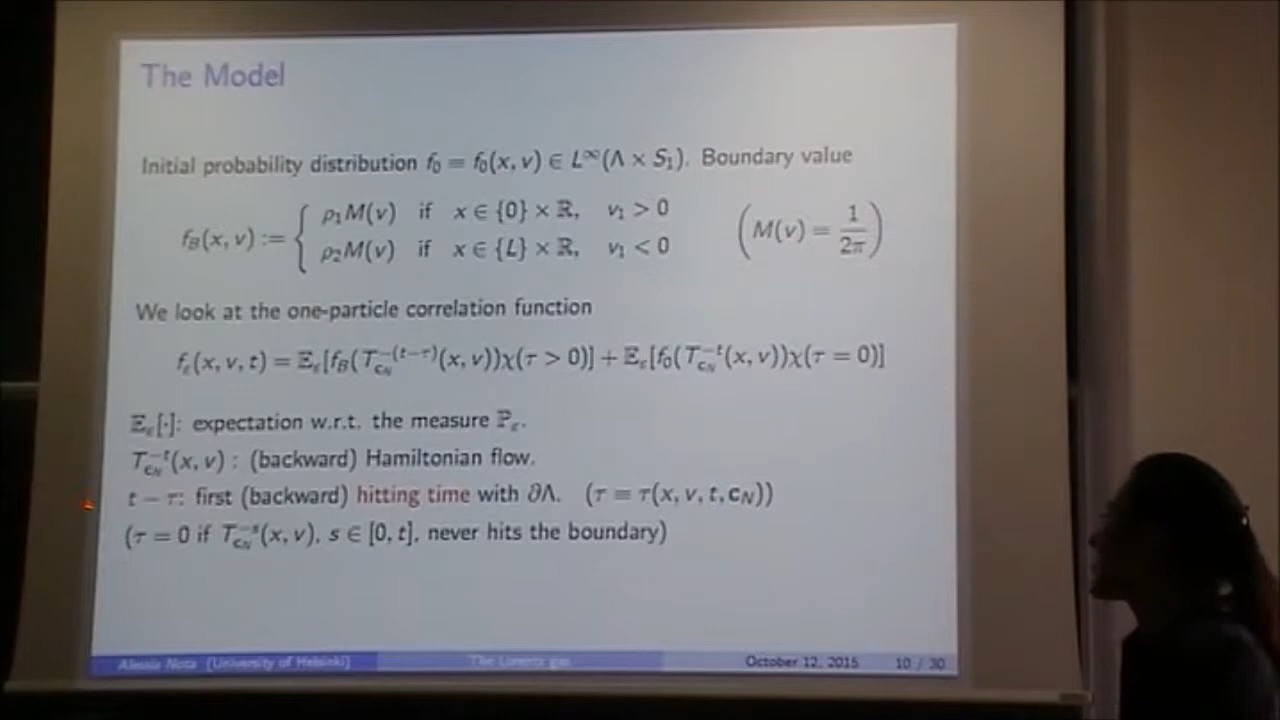 The Model
Initial probability distribution f₀ = f₀(x, v) ∈ L^∞(Λ × S₁). Boundary value
f_B(x, v) := { ρ₁M(v) if x ∈ {0} × ℝ, v₁ > 0
ρ₂M(v) if x ∈ {L} × ℝ, v₁ < 0
(M(v) = 1/2π)
We look at the one-particle correlation function
f_ε(x, v, t) = 𝔼_ε[f_B(T_{c_N}^{−(t−τ)}(x, v))χ(τ > 0)] + 𝔼_ε[f₀(T_{c_N}^{−t}(x, v))χ(τ = 0)]
𝔼_ε[·]: expectation w.r.t. the measure ℙ_ε.
T_{c_N}^{−t}(x, v) : (backward) Hamiltonian flow.
t − τ: first (backward) hitting time with ∂Λ. (τ = τ(x, v, t, c_N))
(τ = 0 if T_{c_N}^{−s}(x, v), s ∈ [0, t], never hits the boundary)
Alessia Nota (University of Helsinki) The Lorentz gas October 12, 2015 10 / 30